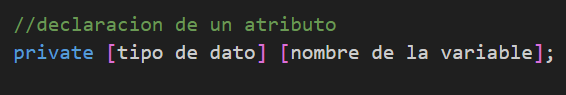 //declaracion de un atributo
private [tipo de dato] [nombre de la variable];